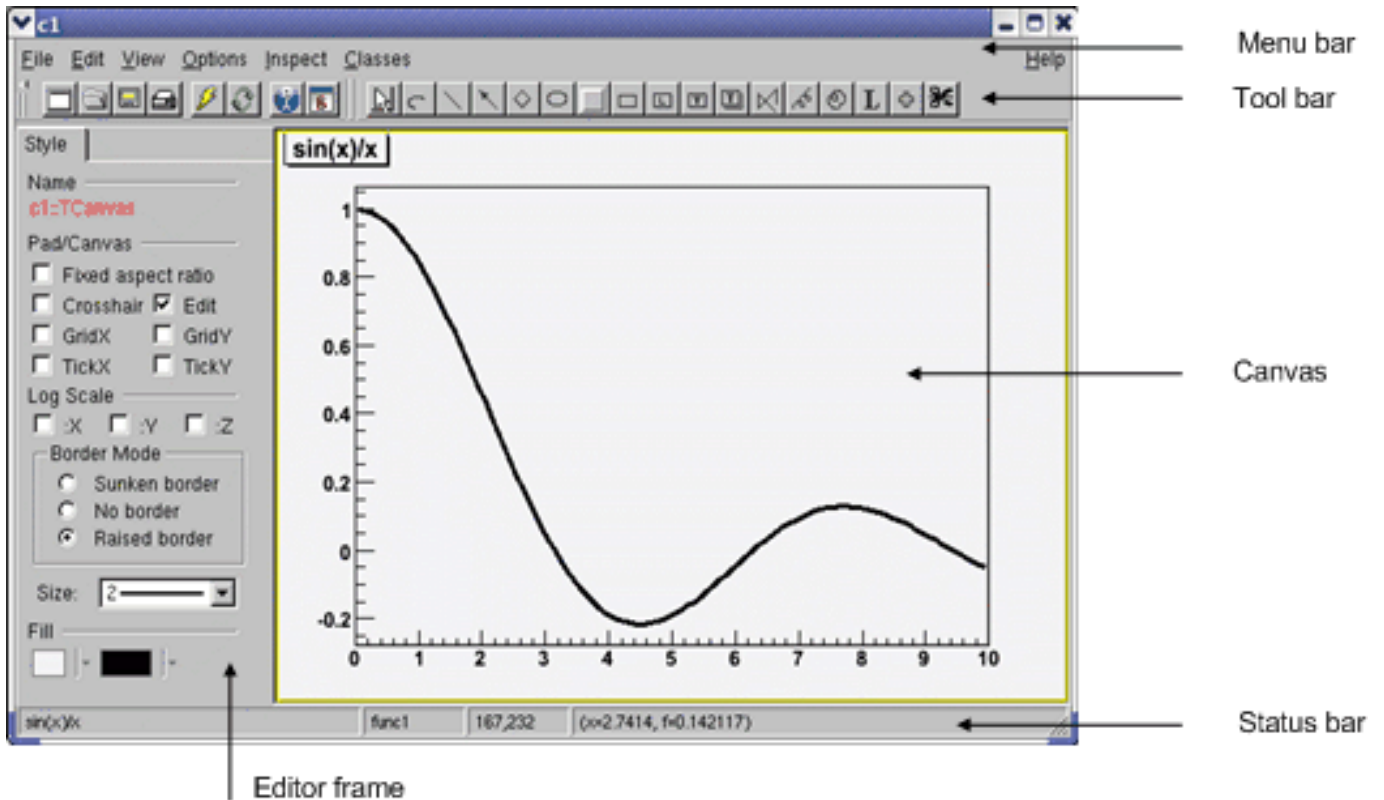 c1
Menu bar
File Edit View Options Inspect Classes Help
Tool bar
L
Style
sin(x)/x
Name
c1::TCanvas
Pad/Canvas
Fixed aspect ratio
Crosshair Edit
GridX GridY
TickX TickY
Log Scale
:X :Y :Z
Border Mode
Sunken border
No border
Raised border
Size: 2
Fill
1
0.8
0.6
0.4
0.2
0
-0.2
0 1 2 3 4 5 6 7 8 9 10
Canvas
sin(x)/x func1 167,232 (x=2.7414, f=0.142117)
Status bar
Editor frame